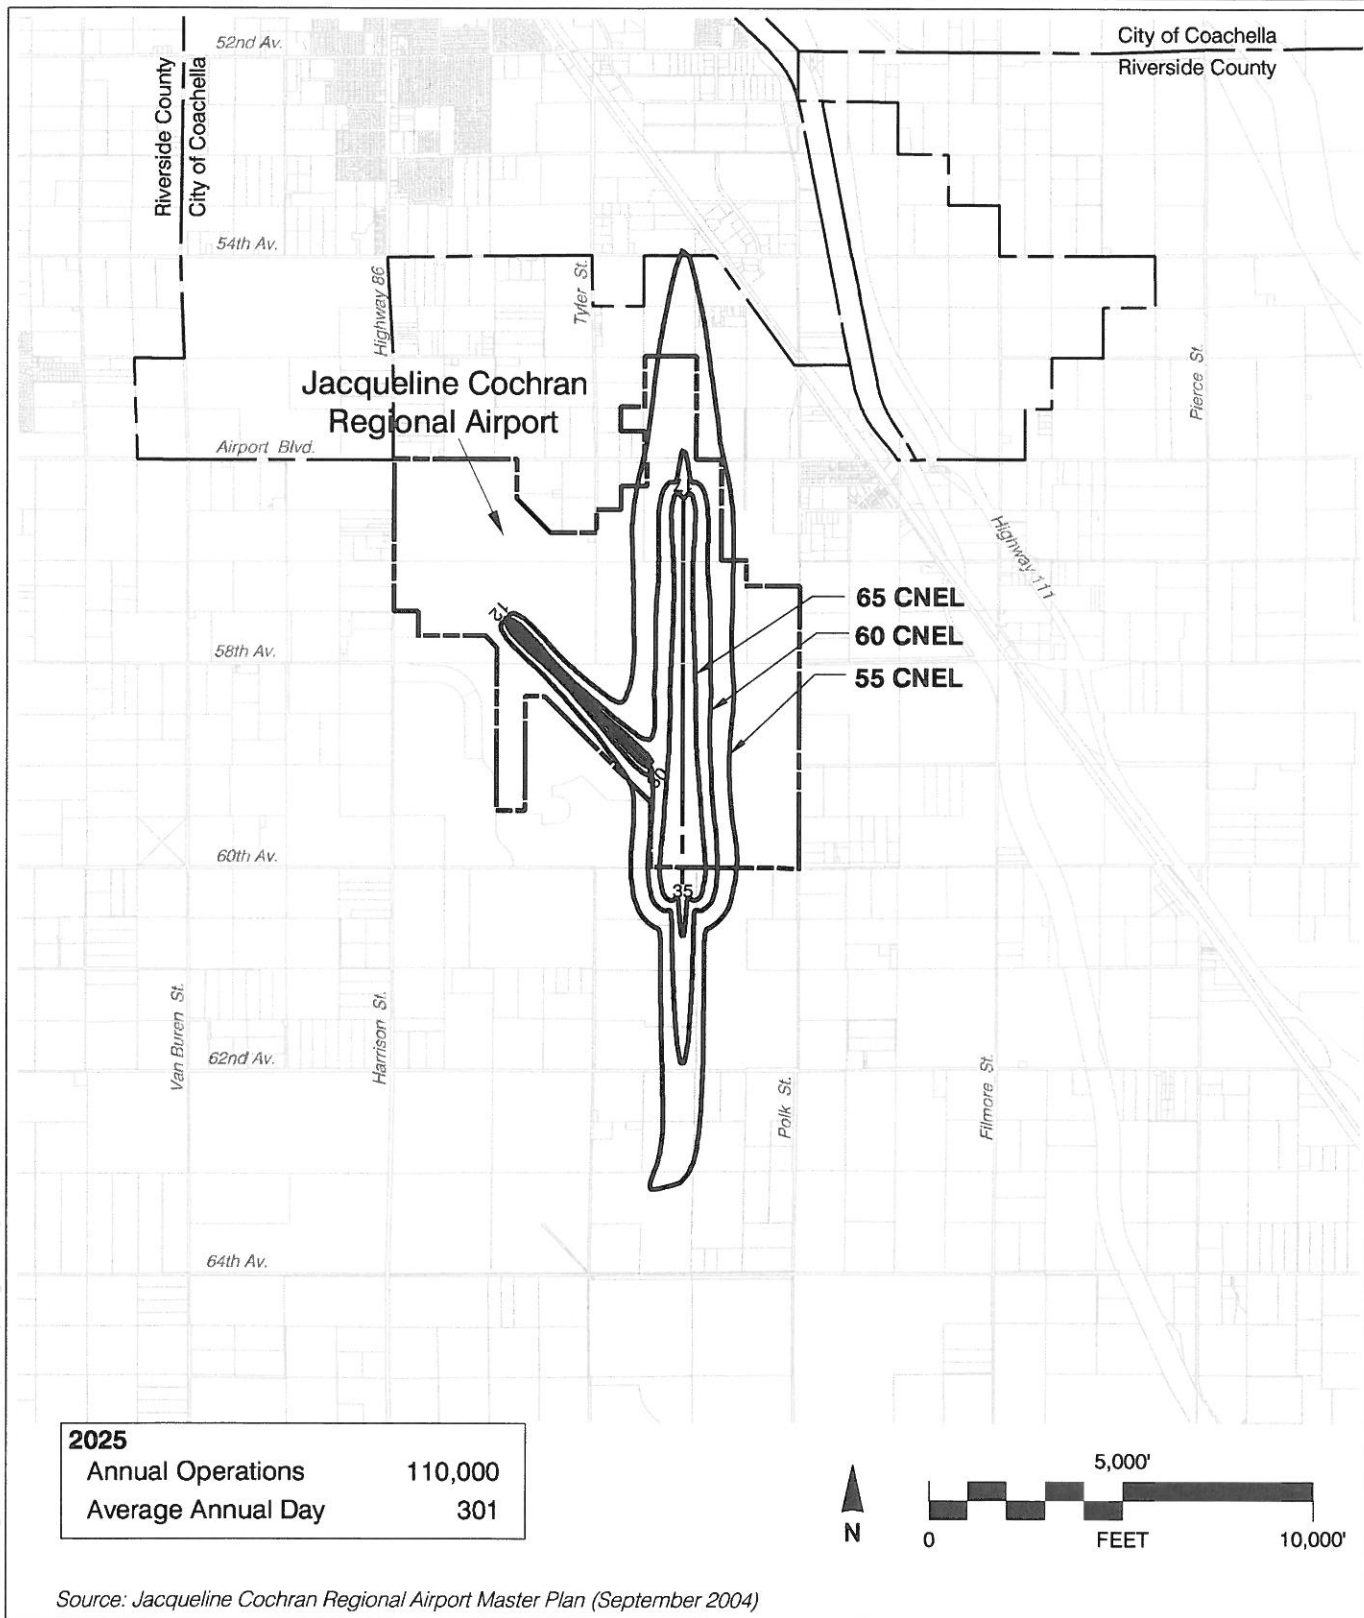 52nd Av.
City of Coachella
Riverside County
Riverside County
City of Coachella
54th Av.
Highway 86
Tyler St.
Pierce St.
Jacqueline Cochran
Regional Airport
Airport Blvd.
Highway 111
65 CNEL
60 CNEL
55 CNEL
12
58th Av.
30
60th Av.
35
Van Buren St.
Harrison St.
62nd Av.
Polk St.
Filmore St.
64th Av.
2025
Annual Operations 110,000
Average Annual Day 301
N
5,000'
0 FEET 10,000'
Source: Jacqueline Cochran Regional Airport Master Plan (September 2004)